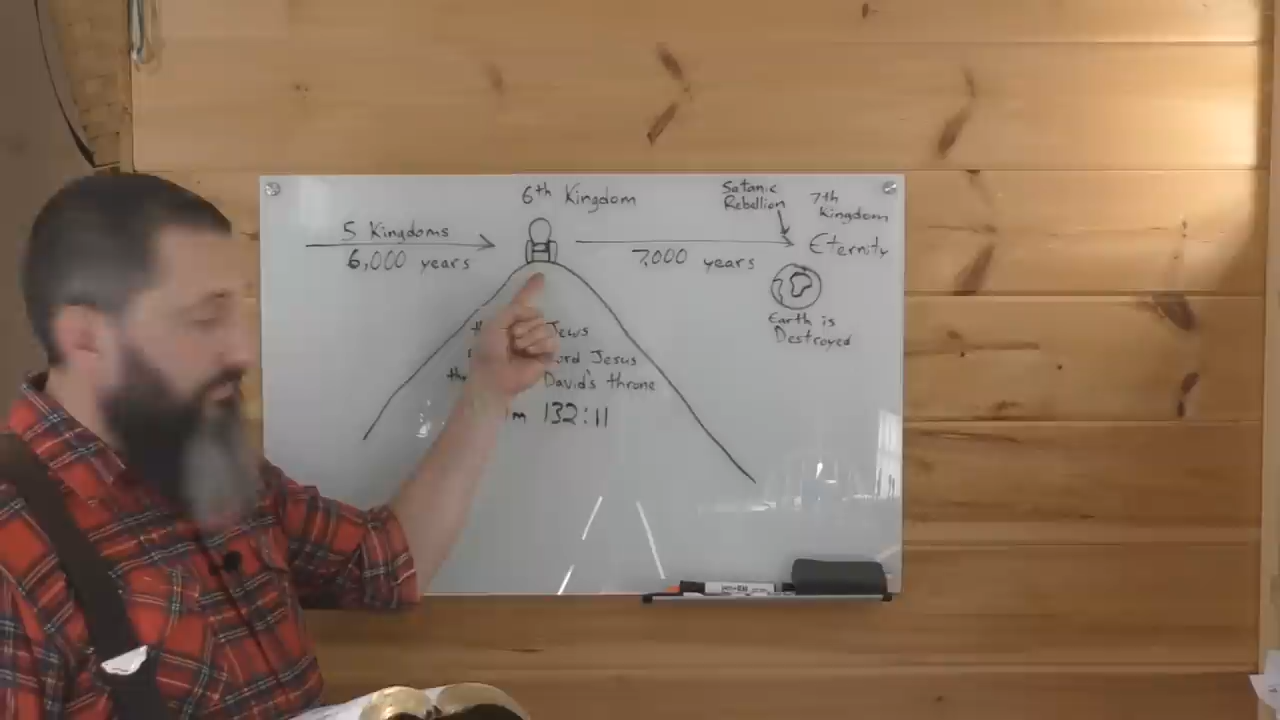 6th Kingdom
5 Kingdoms
6,000 years
7,000 years
Satanic
Rebellion
7th
Kingdom
Eternity
Earth is
Destroyed
Jews
Jesus
David's throne
132:11